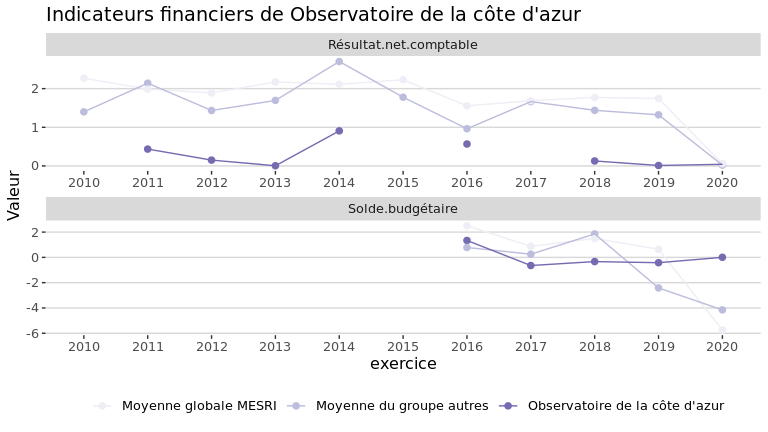 Indicateurs financiers de Observatoire de la côte d'azur
Résultat.net.comptable
2
1
0
2010 2011 2012 2013 2014 2015 2016 2017 2018 2019 2020
Valeur
Solde.budgétaire
2
0
-2
-4
-6
2010 2011 2012 2013 2014 2015 2016 2017 2018 2019 2020
exercice
Moyenne globale MESRI Moyenne du groupe autres Observatoire de la côte d'azur